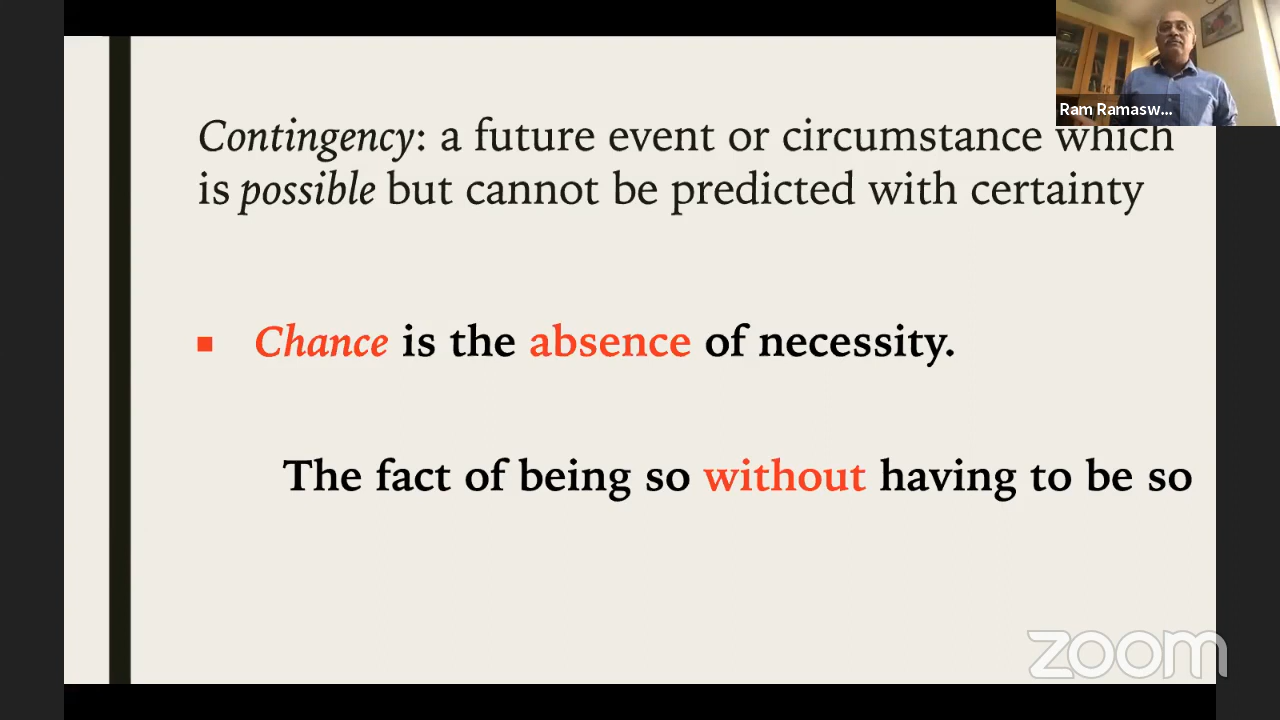 Ram Ramasw...
Contingency: a future event or circumstance which
is possible but cannot be predicted with certainty
▪ Chance is the absence of necessity.
The fact of being so without having to be so
zoom